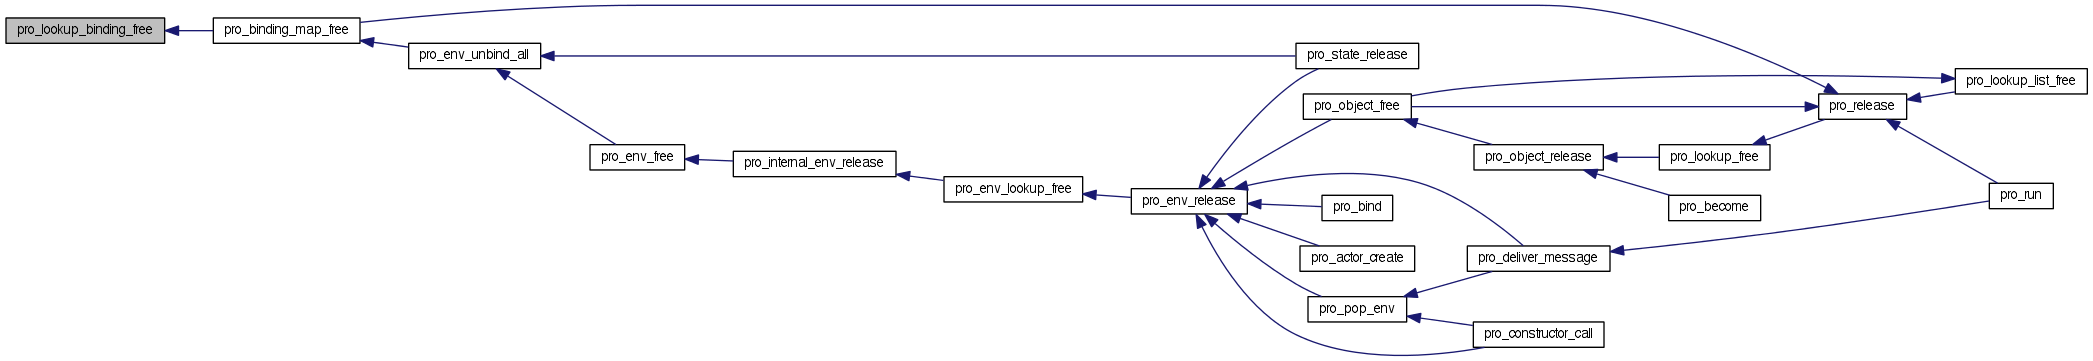 pro_lookup_binding_free
pro_binding_map_free
pro_env_unbind_all
pro_env_free
pro_internal_env_release
pro_env_lookup_free
pro_env_release
pro_state_release
pro_object_free
pro_bind
pro_actor_create
pro_pop_env
pro_object_release
pro_deliver_message
pro_constructor_call
pro_lookup_free
pro_become
pro_release
pro_lookup_list_free
pro_run